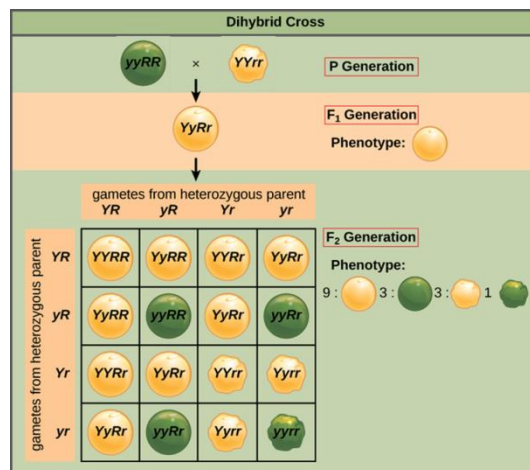 Dihybrid Cross
yyRR × YYrr P Generation
F1 Generation
YyRr Phenotype:
gametes from heterozygous parent
YR yR Yr yr
F2 Generation
gametes from heterozygous parent
YR YYRR YyRR YYRr YyRr
Phenotype:
9 : 3 : 3 : 1
yR YyRR yyRR YyRr yyRr
Yr YYRr YyRr YYrr Yyrr
yr YyRr yyRr Yyrr yyrr